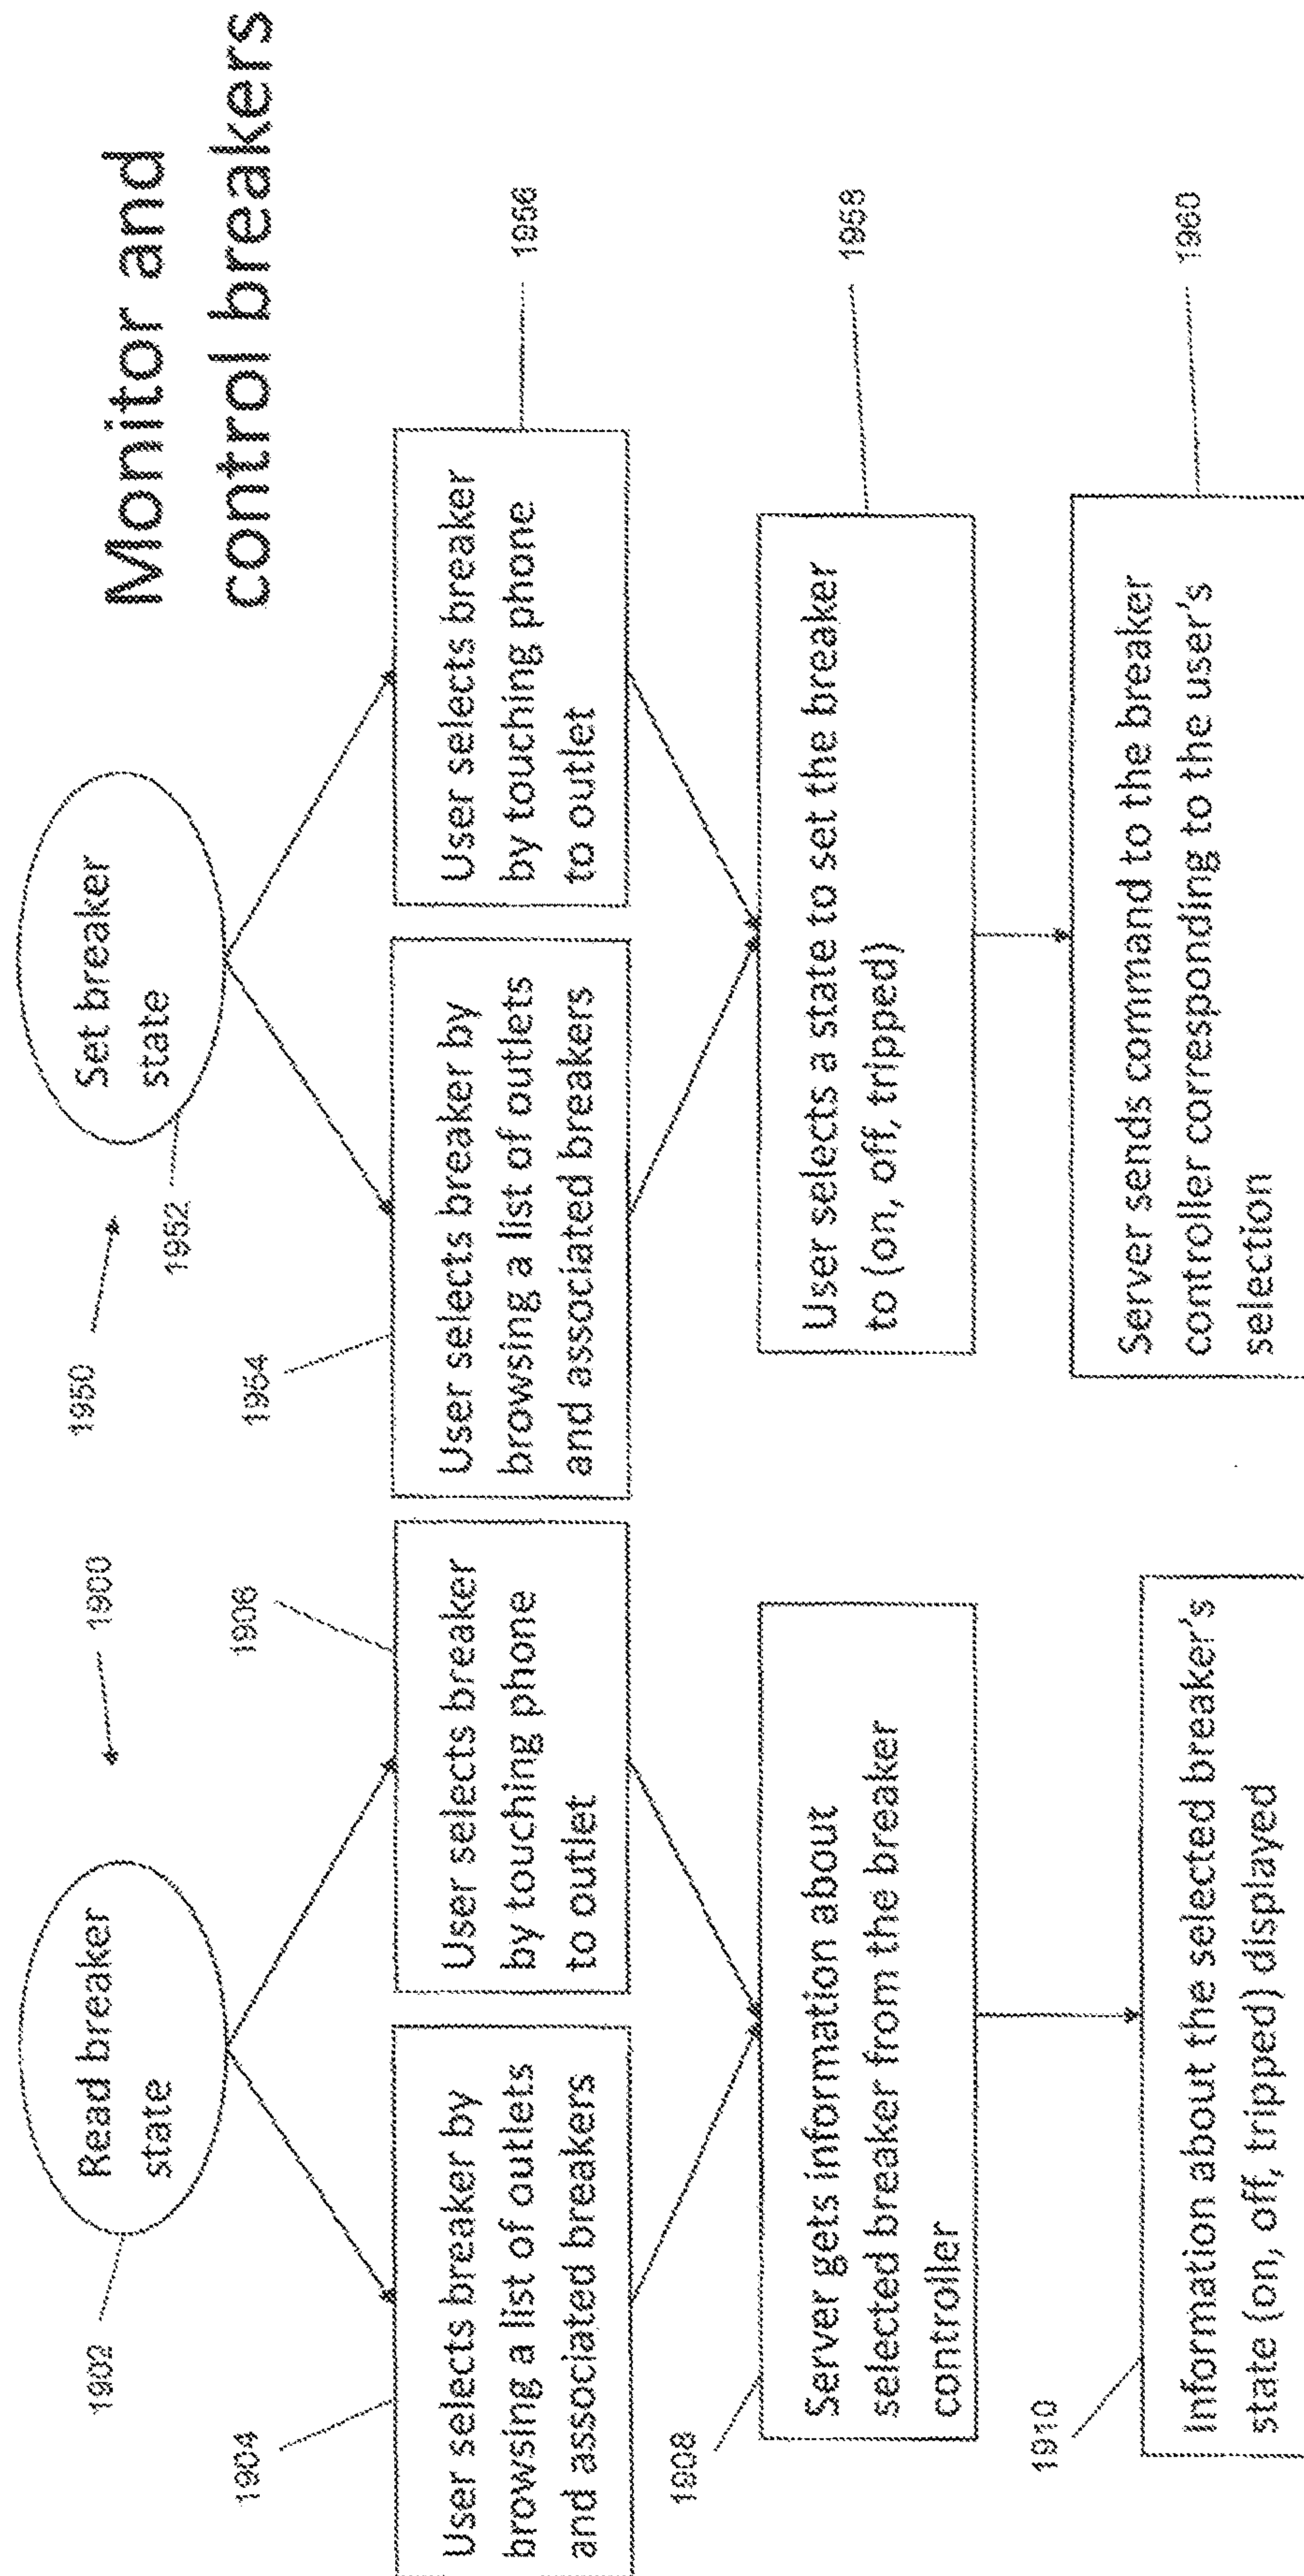 Monitor and
control breakers
1900
1902
Read breaker
state
1904
User selects breaker by
browsing a list of outlets
and associated breakers
1906
User selects breaker
by touching phone
to outlet
1908
Server gets information about
selected breaker from the breaker
controller
1910
Information about the selected breaker's
state (on, off, tripped) displayed
1950
1952
Set breaker
state
1954
User selects breaker by
browsing a list of outlets
and associated breakers
1956
User selects breaker
by touching phone
to outlet
1958
User selects a state to set the breaker
to (on, off, tripped)
1960
Server sends command to the breaker
controller corresponding to the user's
selection